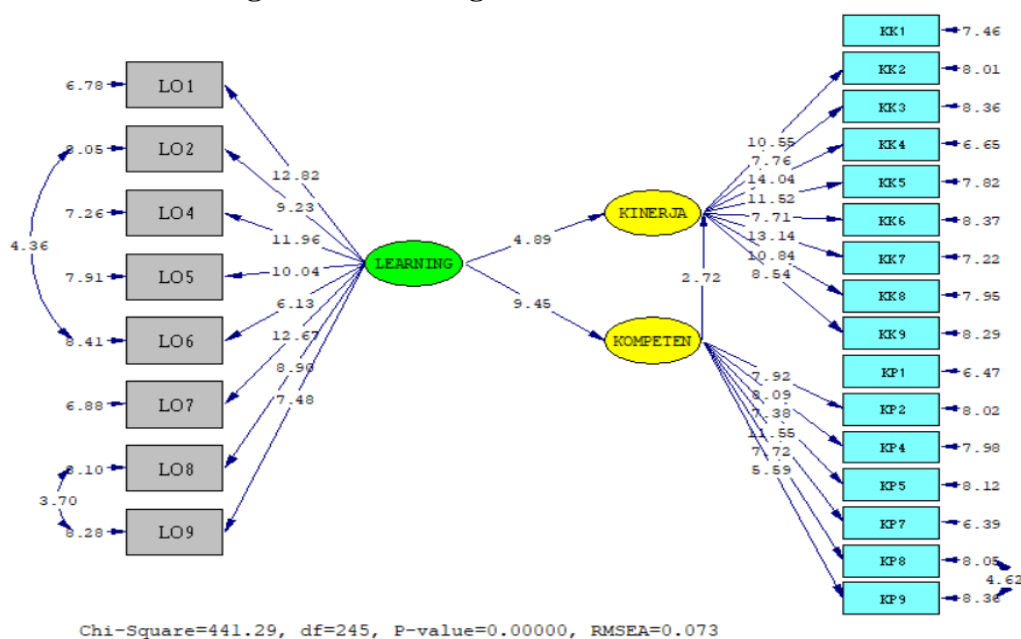 6.78 LO1
8.05 LO2
7.26 LO4
7.91 LO5
8.41 LO6
6.88 LO7
8.10 LO8
8.28 LO9
4.36
3.70
12.82
9.23
11.96
10.04
6.13
12.67
8.90
7.48
LEARNING
4.89
9.45
KINERJA
2.72
KOMPETEN
10.55
7.76
14.04
11.52
7.71
13.14
10.84
8.54
7.92
8.09
7.38
11.55
7.72
5.59
KK1 7.46
KK2 8.01
KK3 8.36
KK4 6.65
KK5 7.82
KK6 8.37
KK7 7.22
KK8 7.95
KK9 8.29
KP1 6.47
KP2 8.02
KP4 7.98
KP5 8.12
KP7 6.39
KP8 8.05
KP9 8.36
4.62
Chi-Square=441.29, df=245, P-value=0.00000, RMSEA=0.073